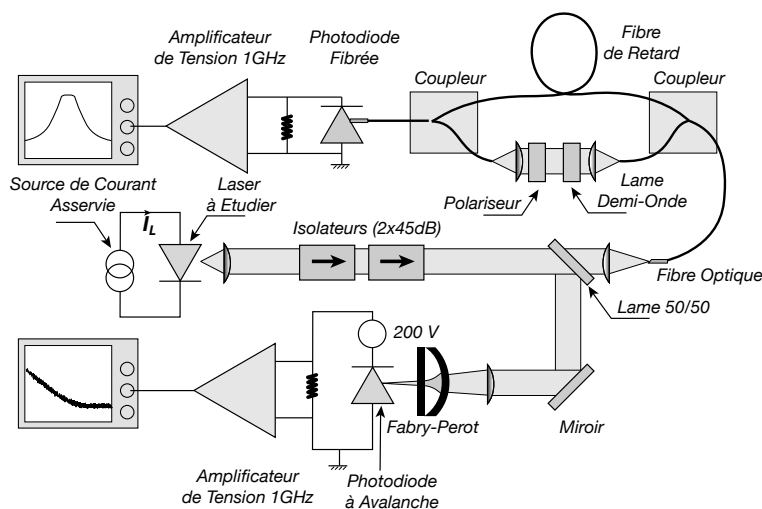 Amplificateur
de Tension 1GHz
Photodiode
Fibrée
Fibre
de Retard
Coupleur
Coupleur
Polariseur
Lame
Demi-Onde
Source de Courant
Asservie
Laser
à Etudier
I_L
Isolateurs (2x45dB)
Fibre Optique
Lame 50/50
200 V
Fabry-Perot
Miroir
Amplificateur
de Tension 1GHz
Photodiode
à Avalanche